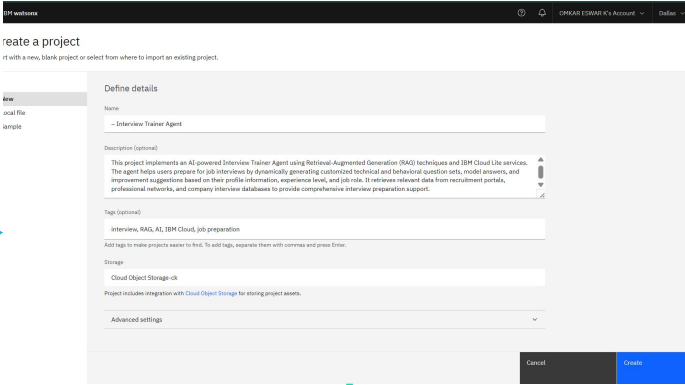 IBM watsonx
OMKAR ESWAR K's Account
Dallas
reate a project
rt with a new, blank project or select from where to import an existing project.
New
Local file
Sample
Define details
Name
– Interview Trainer Agent
Description (optional)
This project implements an AI-powered Interview Trainer Agent using Retrieval-Augmented Generation (RAG) techniques and IBM Cloud Lite services.
The agent helps users prepare for job interviews by dynamically generating customized technical and behavioral question sets, model answers, and
improvement suggestions based on their profile information, experience level, and job role. It retrieves relevant data from recruitment portals,
professional networks, and company interview databases to provide comprehensive interview preparation support.
Tags (optional)
interview, RAG, AI, IBM Cloud, job preparation
Add tags to make projects easier to find. To add tags, separate them with commas and press Enter.
Storage
Cloud Object Storage-ck
Project includes integration with Cloud Object Storage for storing project assets.
Advanced settings
Cancel
Create